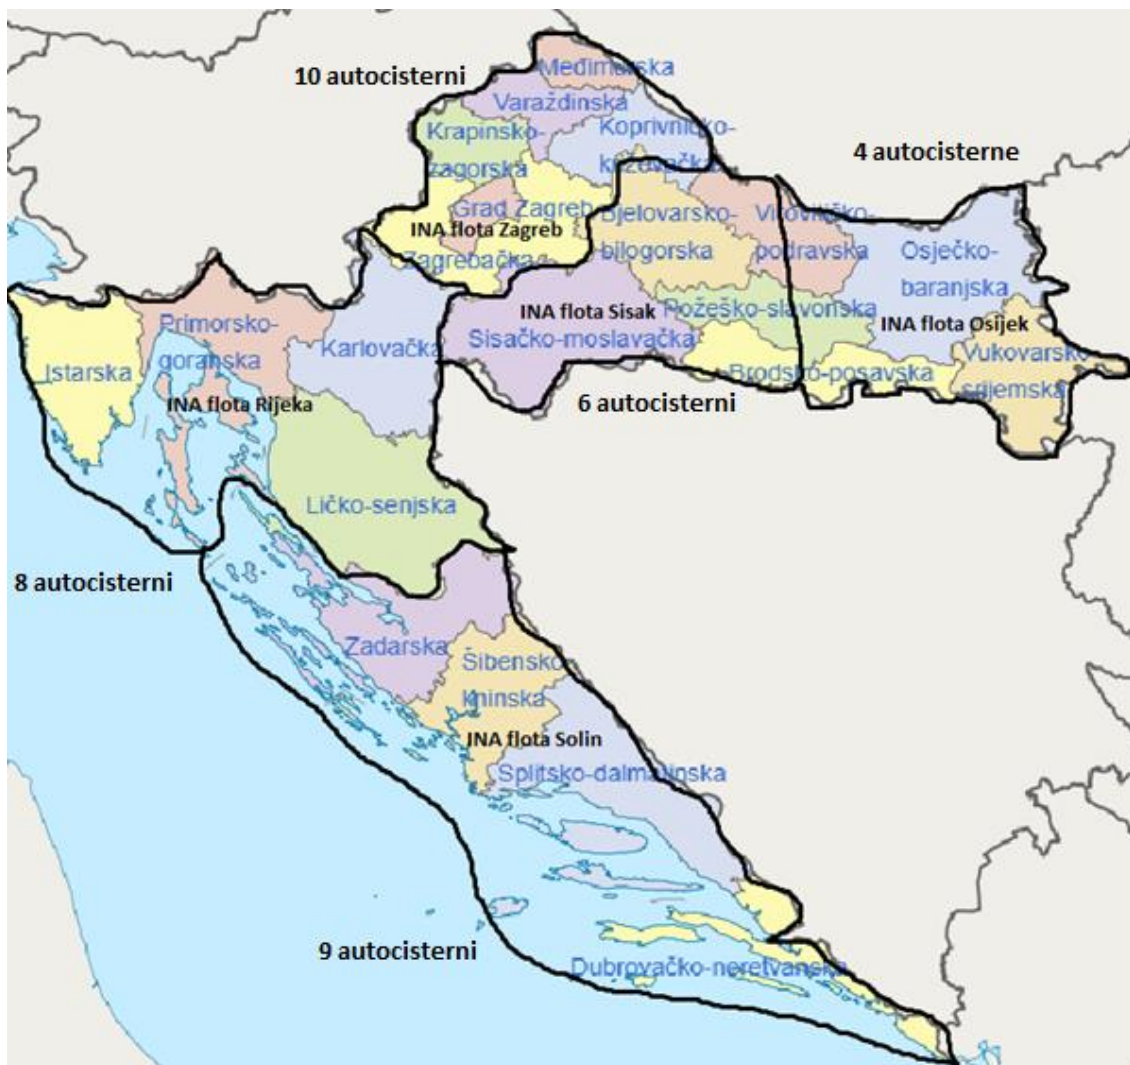 10 autocisterni
Međimurska
Varaždinska
Krapinsko-
zagorska
Koprivničko-
križevačka
4 autocisterne
Grad Zagreb
INA flota Zagreb
Zagrebačka
Bjelovarsko-
bilogorska
Virovitičko-
podravska
Osječko-
baranjska
INA flota Sisak
Sisačko-moslavačka
Požeško-slavonska
INA flota Osijek
Vukovarsko-
srijemska
Brodsko-posavska
6 autocisterni
Primorsko-
goranska
Karlovačka
Istarska
INA flota Rijeka
Ličko-senjska
8 autocisterni
Zadarska
Šibensko-
kninska
INA flota Solin
Splitsko-dalmatinska
9 autocisterni
Dubrovačko-neretvanska